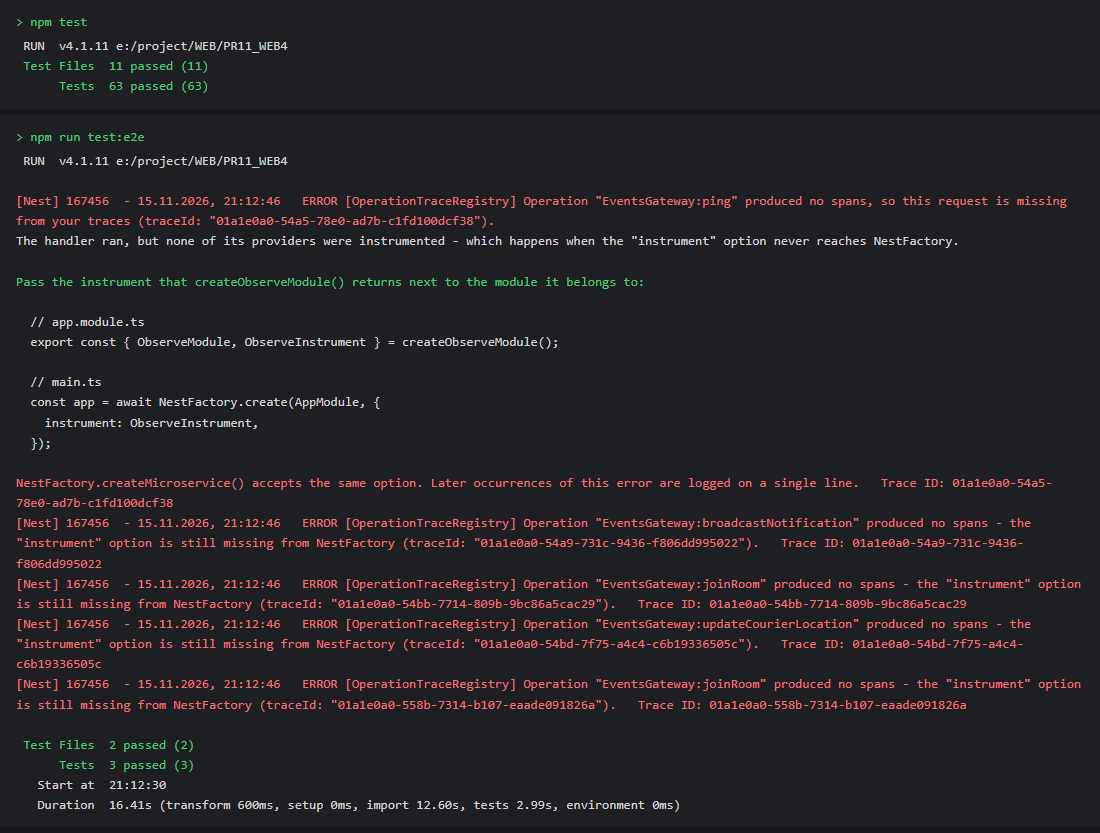 > npm test
RUN v4.1.11 e:/project/WEB/PR11_WEB4
Test Files 11 passed (11)
Tests 63 passed (63)
> npm run test:e2e
RUN v4.1.11 e:/project/WEB/PR11_WEB4
[Nest] 167456 - 15.11.2026, 21:12:46 ERROR [OperationTraceRegistry] Operation "EventsGateway:ping" produced no spans, so this request is missing
from your traces (traceId: "01a1e0a0-54a5-78e0-ad7b-c1fd100dcf38").
The handler ran, but none of its providers were instrumented - which happens when the "instrument" option never reaches NestFactory.
Pass the instrument that createObserveModule() returns next to the module it belongs to:
// app.module.ts
export const { ObserveModule, ObserveInstrument } = createObserveModule();
// main.ts
const app = await NestFactory.create(AppModule, {
instrument: ObserveInstrument,
});
NestFactory.createMicroservice() accepts the same option. Later occurrences of this error are logged on a single line. Trace ID: 01a1e0a0-54a5-
78e0-ad7b-c1fd100dcf38
[Nest] 167456 - 15.11.2026, 21:12:46 ERROR [OperationTraceRegistry] Operation "EventsGateway:broadcastNotification" produced no spans - the
"instrument" option is still missing from NestFactory (traceId: "01a1e0a0-54a9-731c-9436-f806dd995022"). Trace ID: 01a1e0a0-54a9-731c-9436-
f806dd995022
[Nest] 167456 - 15.11.2026, 21:12:46 ERROR [OperationTraceRegistry] Operation "EventsGateway:joinRoom" produced no spans - the "instrument" option
is still missing from NestFactory (traceId: "01a1e0a0-54bb-7714-809b-9bc86a5cac29"). Trace ID: 01a1e0a0-54bb-7714-809b-9bc86a5cac29
[Nest] 167456 - 15.11.2026, 21:12:46 ERROR [OperationTraceRegistry] Operation "EventsGateway:updateCourierLocation" produced no spans - the
"instrument" option is still missing from NestFactory (traceId: "01a1e0a0-54bd-7f75-a4c4-c6b19336505c"). Trace ID: 01a1e0a0-54bd-7f75-a4c4-
c6b19336505c
[Nest] 167456 - 15.11.2026, 21:12:46 ERROR [OperationTraceRegistry] Operation "EventsGateway:joinRoom" produced no spans - the "instrument" option
is still missing from NestFactory (traceId: "01a1e0a0-558b-7314-b107-eaade091826a"). Trace ID: 01a1e0a0-558b-7314-b107-eaade091826a
Test Files 2 passed (2)
Tests 3 passed (3)
Start at 21:12:30
Duration 16.41s (transform 600ms, setup 0ms, import 12.60s, tests 2.99s, environment 0ms)